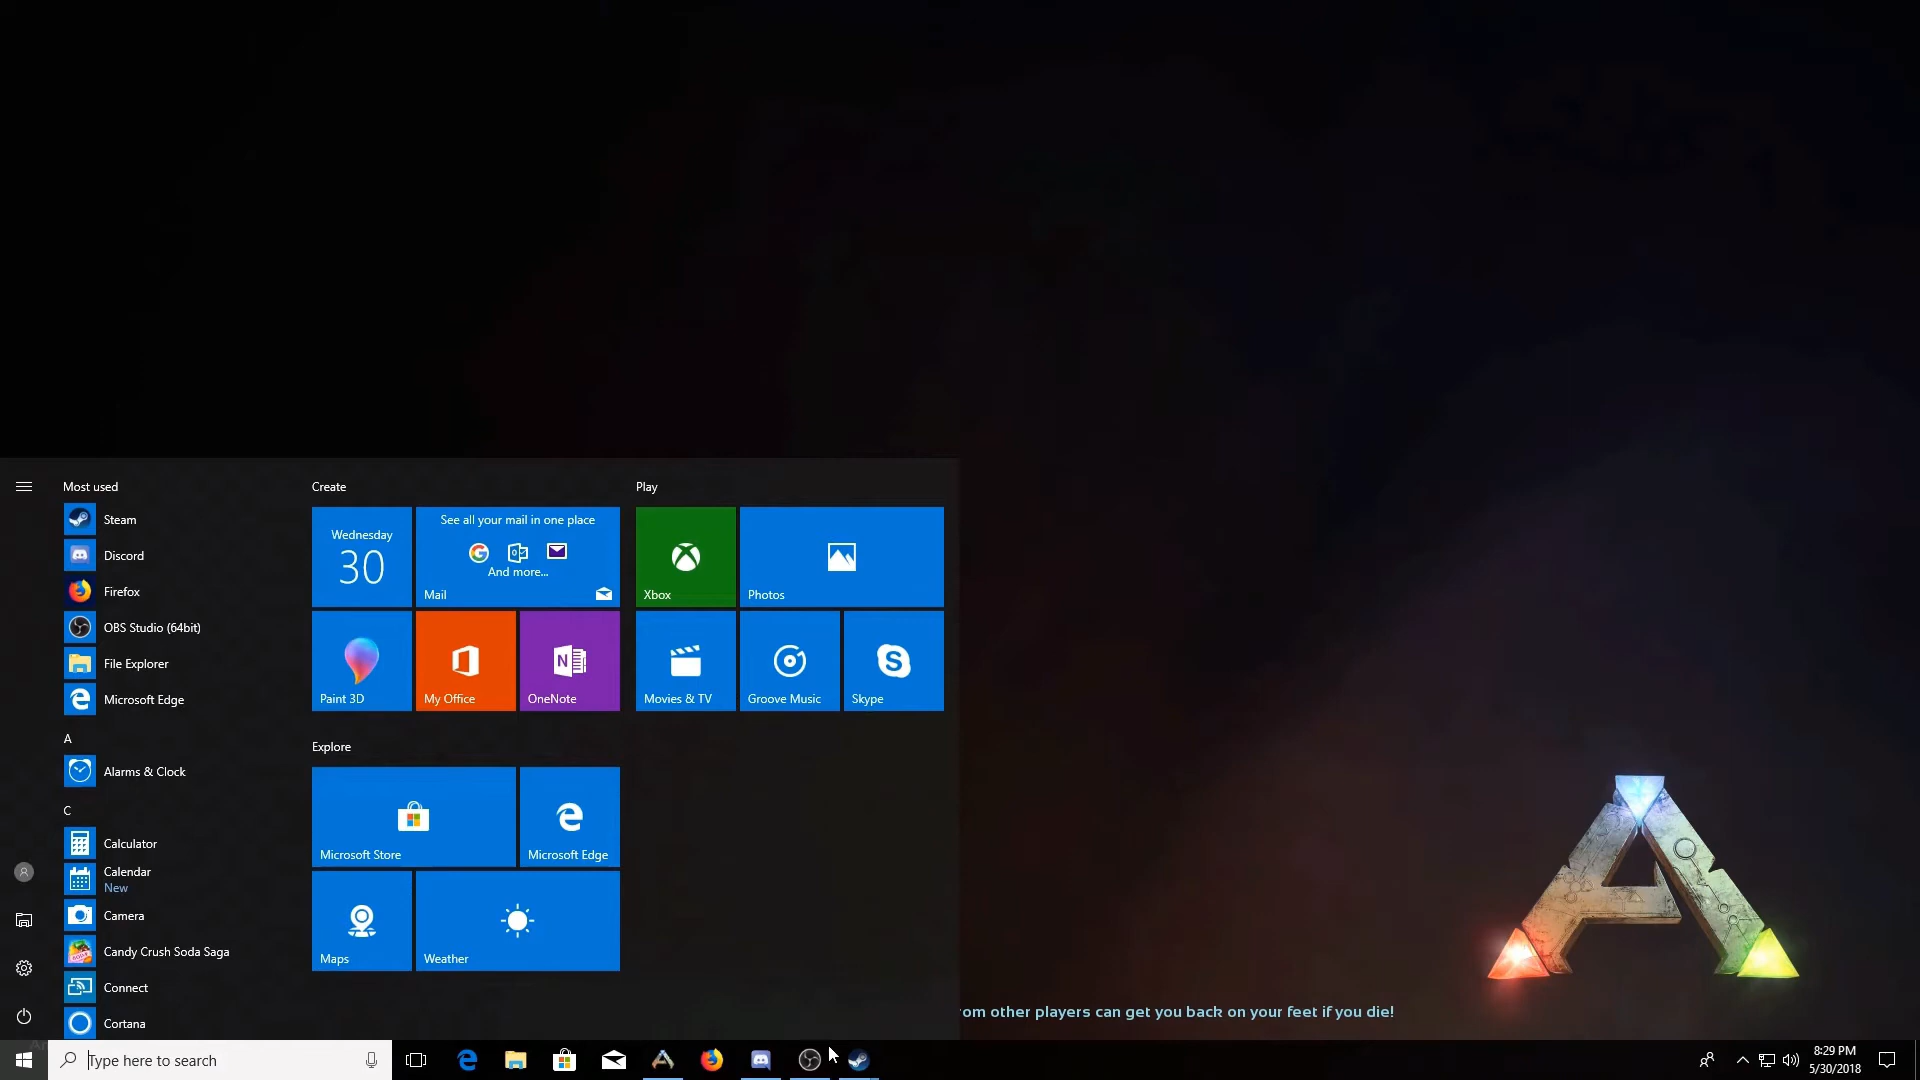 Most used
Steam
Discord
Firefox
OBS Studio (64bit)
File Explorer
Microsoft Edge
A
Alarms & Clock
C
Calculator
Calendar
New
Camera
Candy Crush Soda Saga
Connect
Cortana
Create
Wednesday
30
See all your mail in one place
And more...
Mail
Paint 3D
My Office
OneNote
Explore
Microsoft Store
Microsoft Edge
Maps
Weather
Play
Xbox
Photos
Movies & TV
Groove Music
Skype
om other players can get you back on your feet if you die!
Type here to search
8:29 PM
5/30/2018